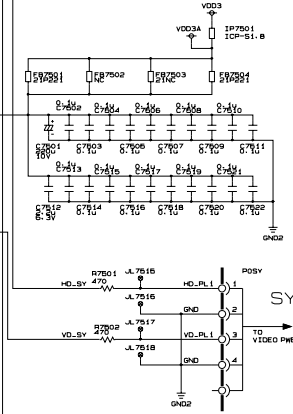 VDD3
VDD3A
IP7501
ICP-S1.8
FB7501
21P221
FB7502
NC
FB7503
21NC
FB7504
21P221
0.1u
C7502
0.1u
C7504
0.1u
C7506
0.1u
C7508
0.1u
C7510
C7501
220u
10V
C7503
0.1u
C7505
0.1u
C7507
0.1u
C7509
0.1u
C7511
0.1u
0.1u
C7513
0.1u
C7515
0.1u
C7517
0.1u
C7519
0.1u
C7521
C7512
6.3V
C7514
0.1u
C7516
0.1u
C7518
0.1u
C7520
0.1u
C7522
0.1u
GND2
R7501
470
JL7515
POSY
HD_SY
HD_PL1
1
JL7516
SY
GND
2
R7502
470
JL7517
TO
VIDEO PWB
VD_SY
VD_PL1
3
JL7518
GND
4
GND2